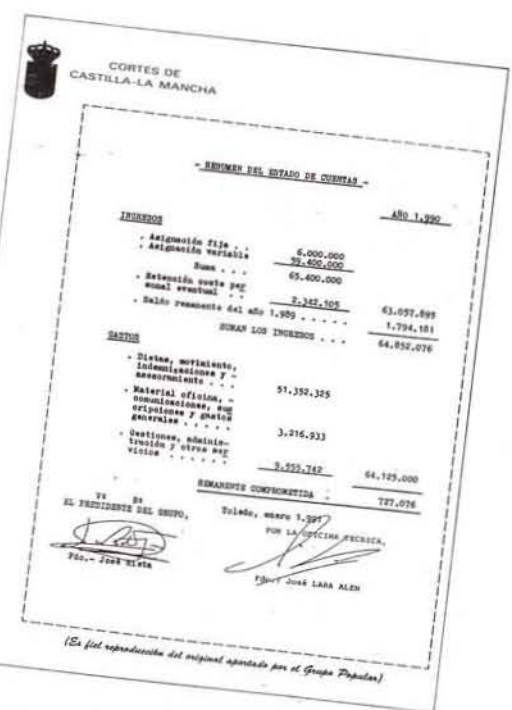 CORTES DE
CASTILLA-LA MANCHA
- RESUMEN DEL ESTADO DE CUENTAS -
AÑO 1.990
INGRESOS
. Asignación fija . . 6.000.000
. Asignación variable 59.400.000
Suma . . . 65.400.000
. Retención coste per
sonal eventual . . 2.342.105 63.057.895
. Saldo remanente del año 1.989 . . . . . 1.794.181
SUMAN LOS INGRESOS . . . 64.852.076
GASTOS
. Dietas, movimiento,
indemnizaciones y -
asesoramiento . . . 51.352.325
. Material oficina, -
comunicaciones, sus
cripciones y gastos
generales . . . . . 3.216.933
. Gestiones, adminis-
tración y otros ser
vicios . . . . . . 9.555.742 64.125.000
REMANENTE COMPROMETIDA . 727.076
Vº Bº
EL PRESIDENTE DEL GRUPO,
Toledo, enero 1.991
POR LA OFICINA TECNICA,
Fdo.- José
Fdo.- José LARA ALEN
(Es fiel reproducción del original aportado por el Grupo Popular)